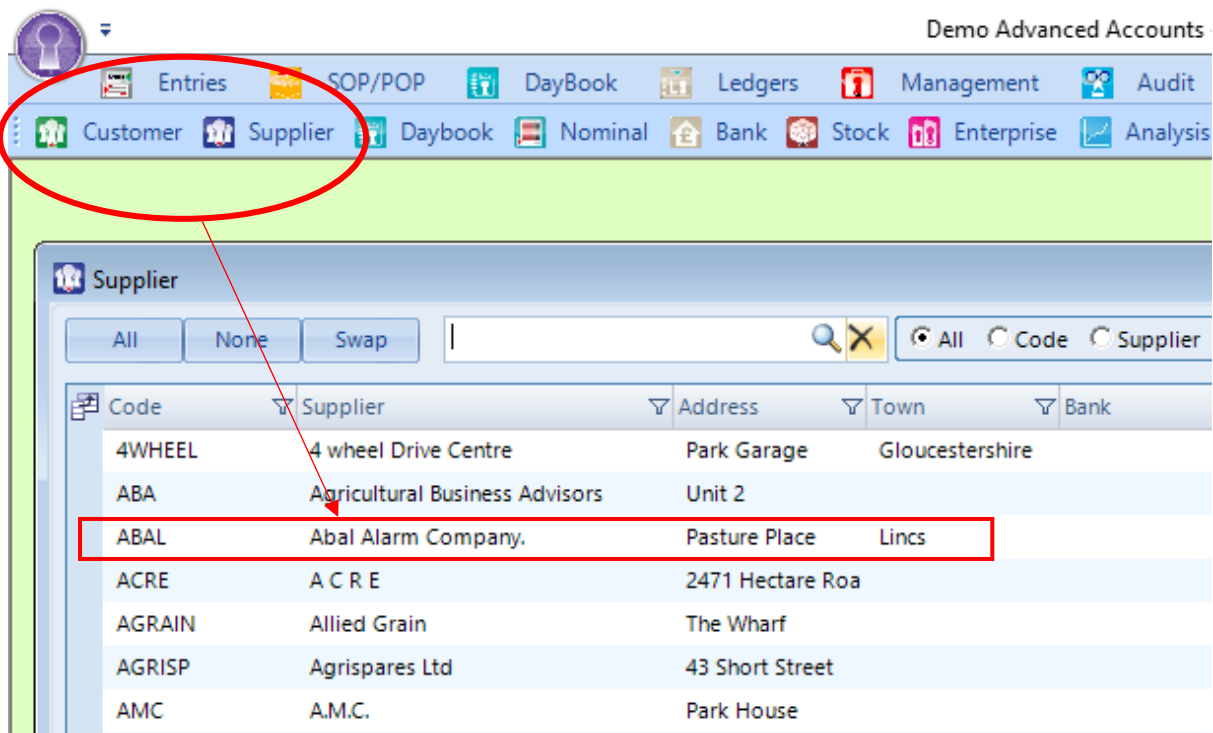 Demo Advanced Accounts -
Entries SOP/POP DayBook Ledgers Management Audit
Customer Supplier Daybook Nominal Bank Stock Enterprise Analysis
Supplier
All None Swap All Code Supplier
Code Supplier Address Town Bank
4WHEEL 4 wheel Drive Centre Park Garage Gloucestershire
ABA Agricultural Business Advisors Unit 2
ABAL Abal Alarm Company. Pasture Place Lincs
ACRE A C R E 2471 Hectare Roa
AGRAIN Allied Grain The Wharf
AGRISP Agrispares Ltd 43 Short Street
AMC A.M.C. Park House